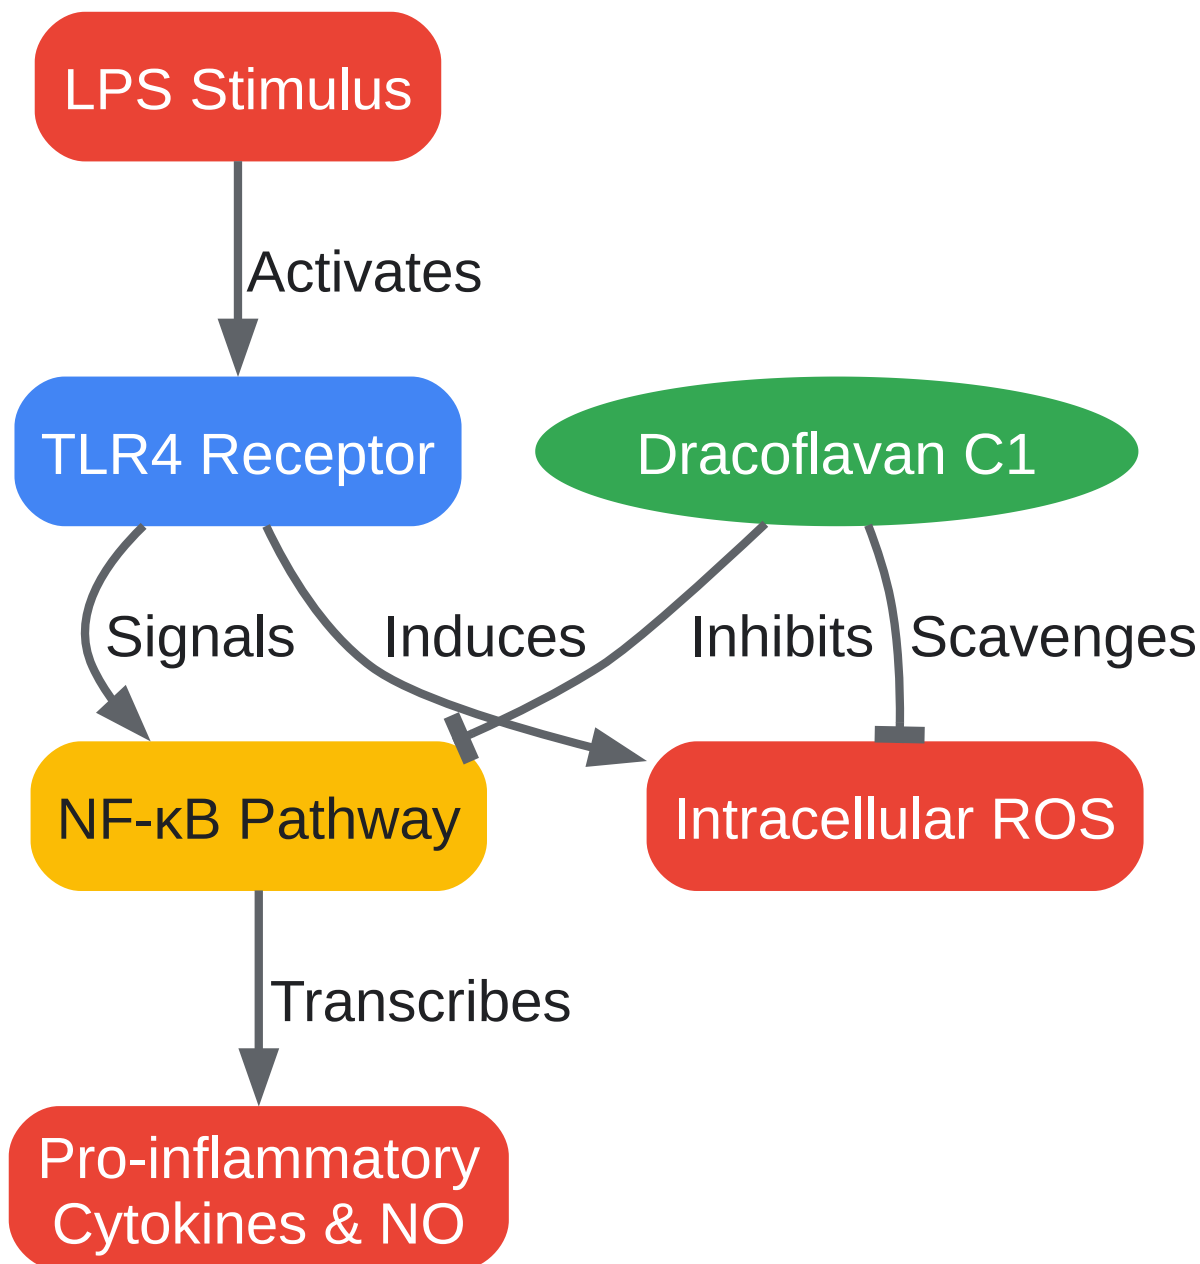 LPS Stimulus
Activates
TLR4 Receptor
Dracoflavan C1
Signals
Induces
Inhibits
Scavenges
NF-κB Pathway
Intracellular ROS
Transcribes
Pro-inflammatory
Cytokines & NO